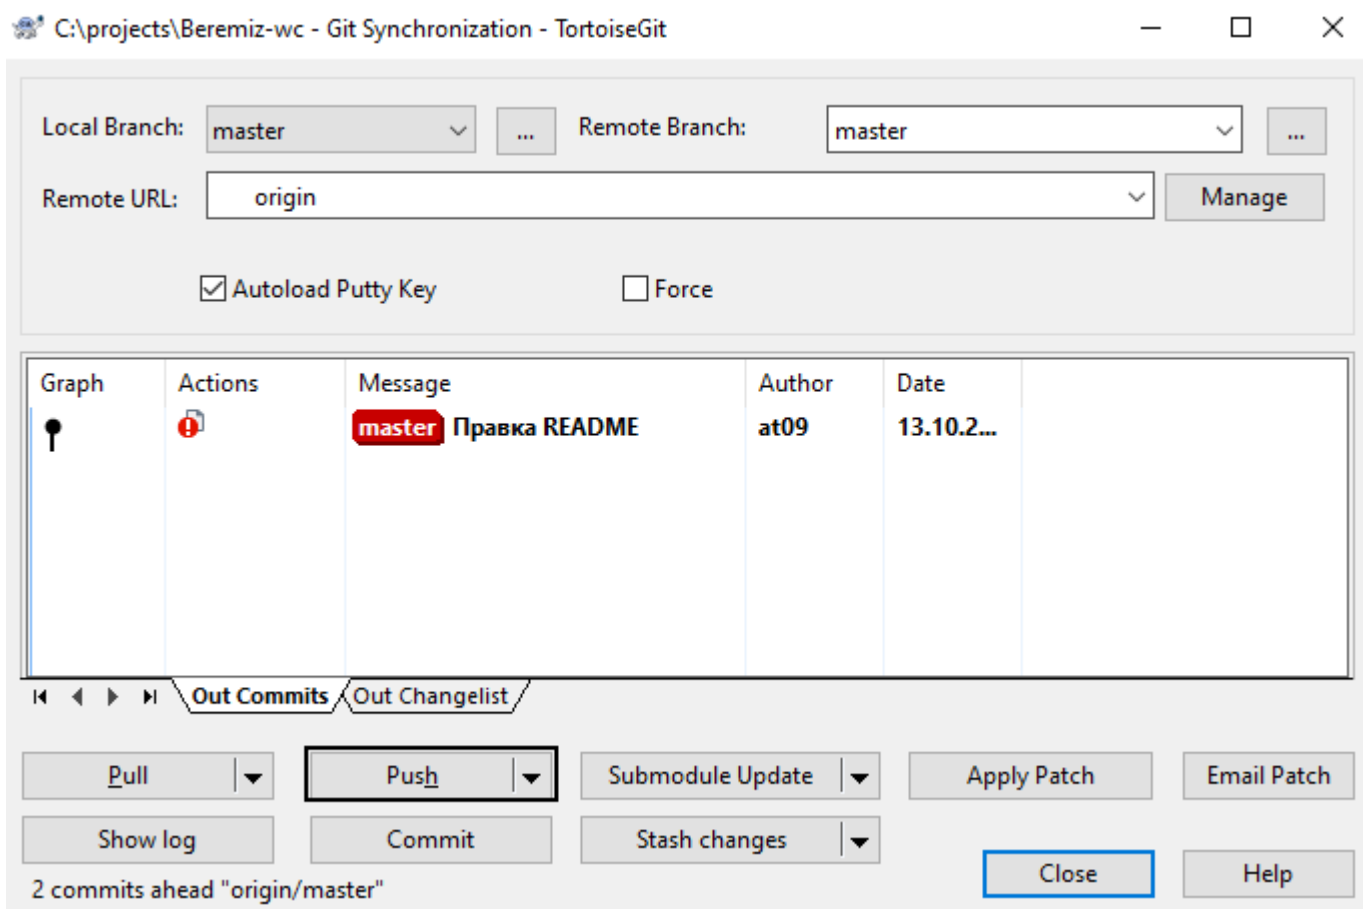 C:\projects\Beremiz-wc - Git Synchronization - TortoiseGit
Local Branch: master ... Remote Branch: master ...
Remote URL: origin Manage
Autoload Putty Key Force
Graph Actions Message Author Date
master Правка README at09 13.10.2...
Out Commits Out Changelist
Pull Push Submodule Update Apply Patch Email Patch
Show log Commit Stash changes
Close Help
2 commits ahead "origin/master"